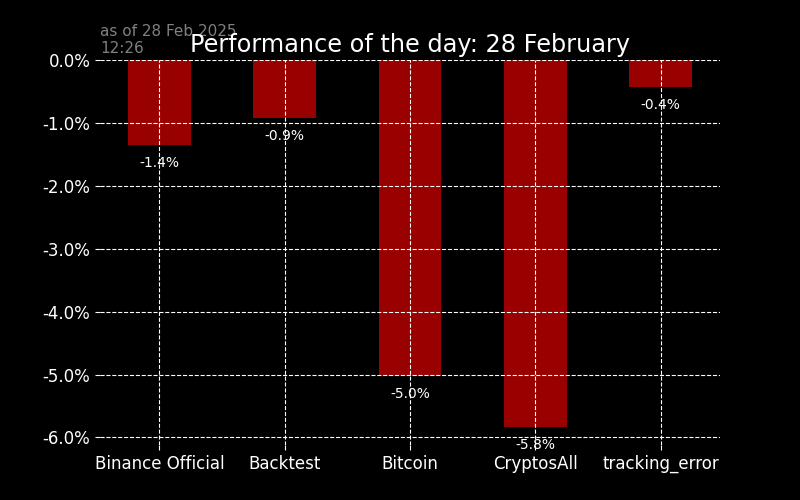 as of 28 Feb 2025
12:26
Performance of the day: 28 February
0.0%
-1.0%
-2.0%
-3.0%
-4.0%
-5.0%
-6.0%
-1.4%
-0.9%
-5.0%
-5.8%
-0.4%
Binance Official
Backtest
Bitcoin
CryptosAll
tracking_error